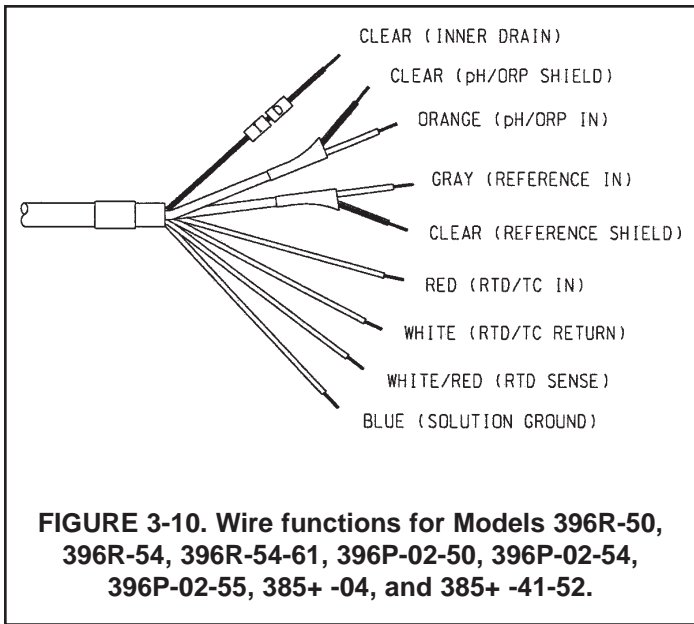 CLEAR (INNER DRAIN)
CLEAR (pH/ORP SHIELD)
ORANGE (pH/ORP IN)
GRAY (REFERENCE IN)
CLEAR (REFERENCE SHIELD)
RED (RTD/TC IN)
WHITE (RTD/TC RETURN)
WHITE/RED (RTD SENSE)
BLUE (SOLUTION GROUND)
FIGURE 3-10. Wire functions for Models 396R-50,
396R-54, 396R-54-61, 396P-02-50, 396P-02-54,
396P-02-55, 385+ -04, and 385+ -41-52.